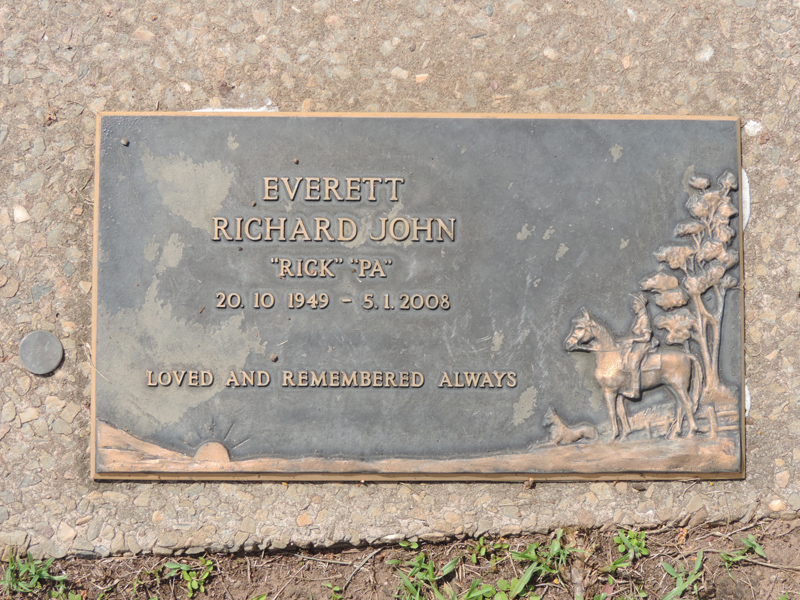 EVERETT
RICHARD JOHN
"RICK" "PA"
20. 10 1949 - 5. 1. 2008
LOVED AND REMEMBERED ALWAYS